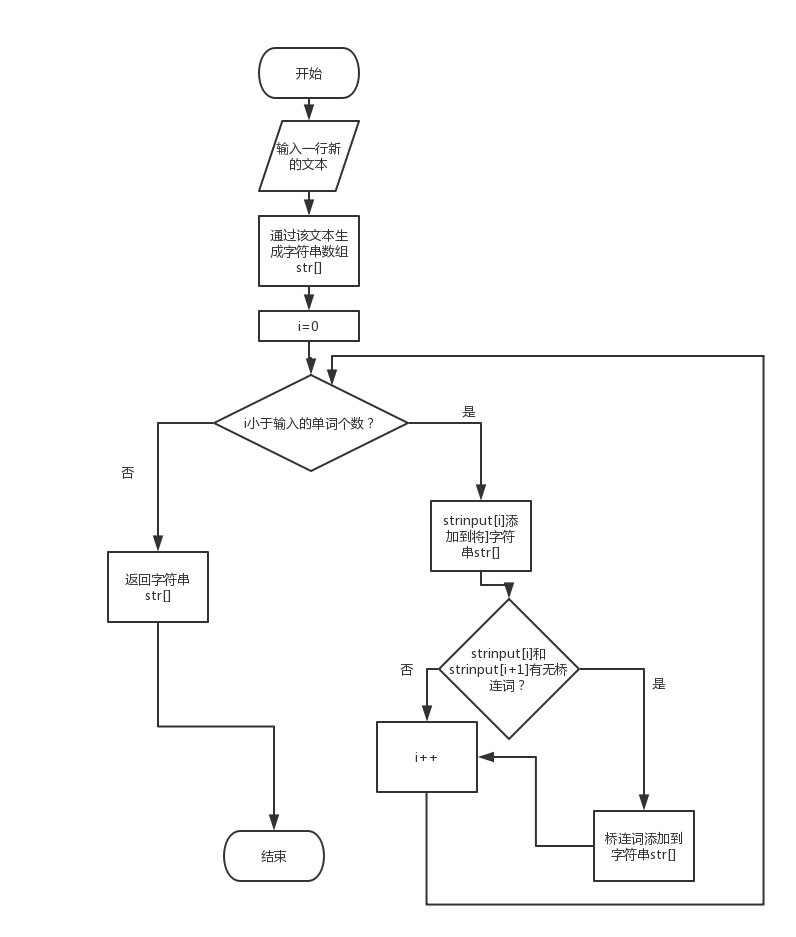 开始
输入一行新
的文本
通过该文本生
成字符串数组
str[]
i=0
i小于输入的单词个数？
是
否
strinput[i]添
加到将]字符
串str[]
返回字符串
str[]
strinput[i]和
strinput[i+1]有无桥
连词？
否
是
i++
桥连词添加到
字符串str[]
结束